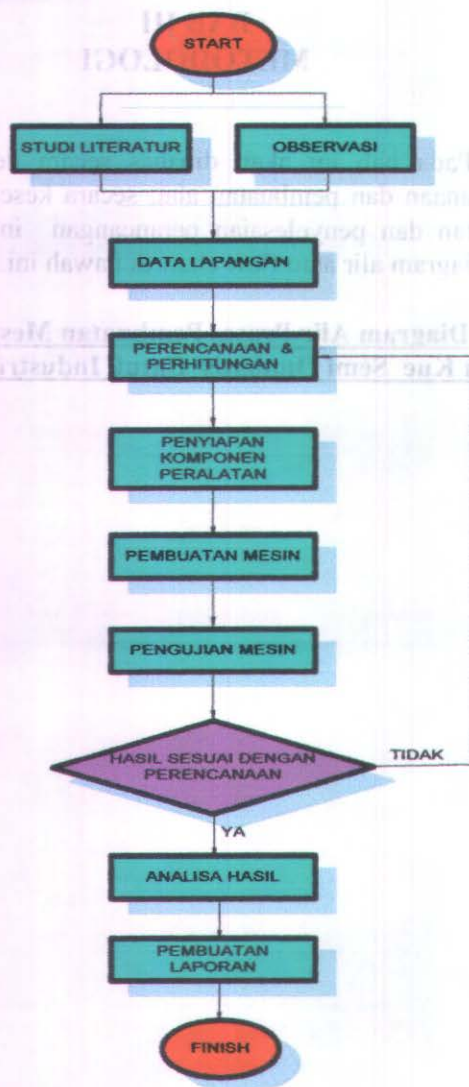 START
STUDI LITERATUR
OBSERVASI
DATA LAPANGAN
PERENCANAAN &
PERHITUNGAN
PENYIAPAN
KOMPONEN
PERALATAN
PEMBUATAN MESIN
PENGUJIAN MESIN
HASIL SESUAI DENGAN
PERENCANAAN
TIDAK
YA
ANALISA HASIL
PEMBUATAN
LAPORAN
FINISH